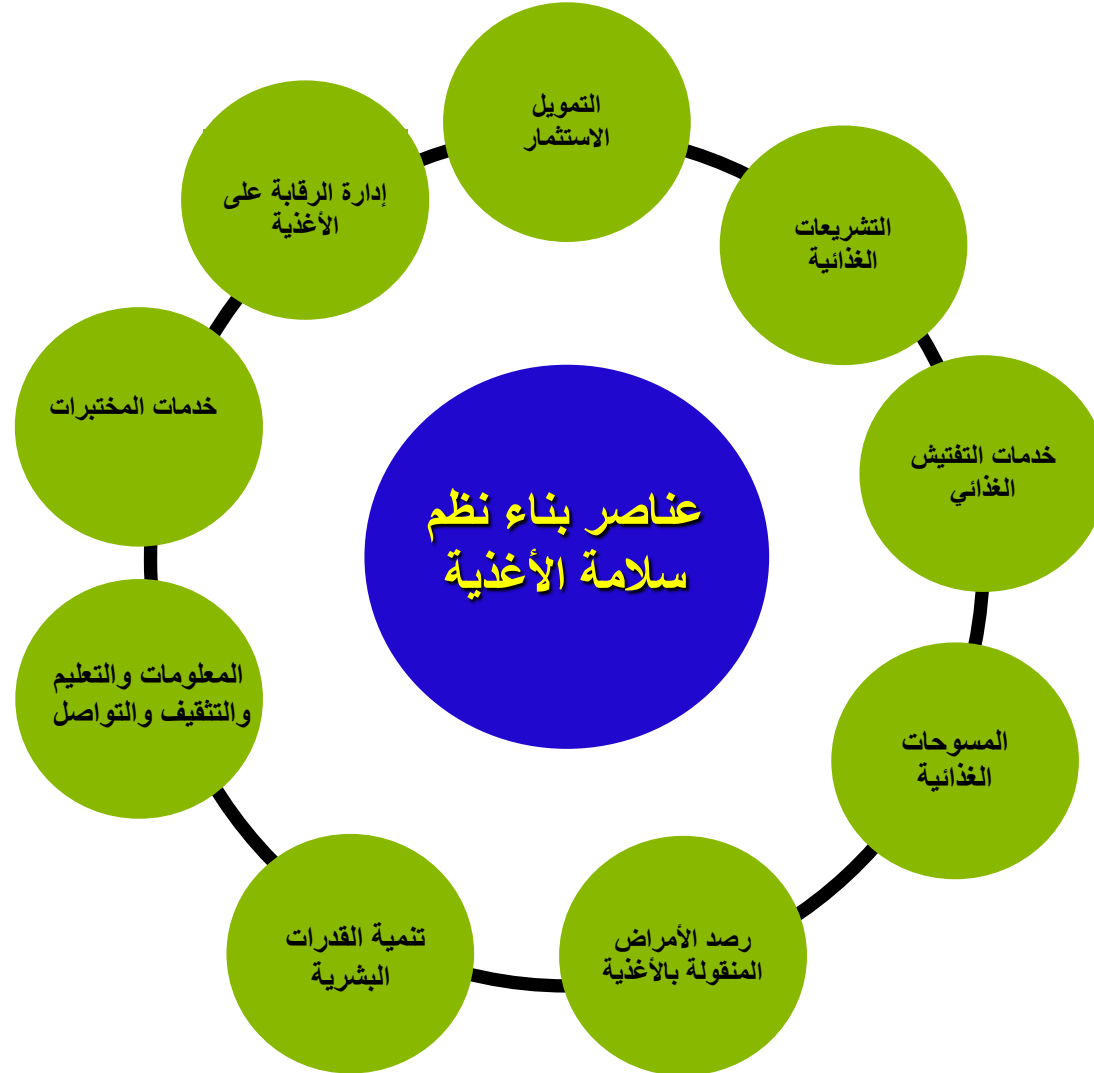 التمويل
الاستثمار
التشريعات
الغذائية
خدمات التفتيش
الغذائي
المسوحات
الغذائية
رصد الأمراض
المنقولة بالأغذية
تنمية القدرات
البشرية
المعلومات والتعليم
والتثقيف والتواصل
خدمات المختبرات
إدارة الرقابة على
الأغذية
عناصر بناء نظم
سلامة الأغذية